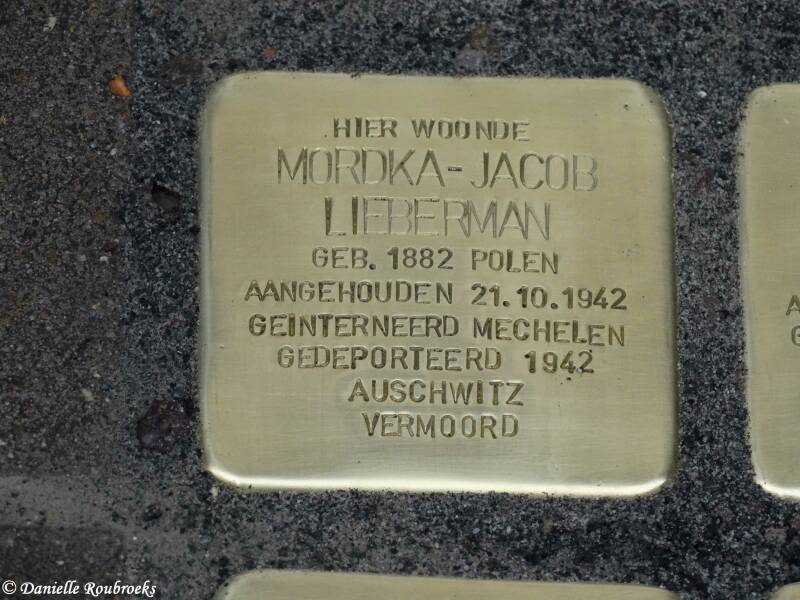 HIER WOONDE
MORDKA-JACOB
LIEBERMAN
GEB. 1882 POLEN
AANGEHOUDEN 21.10.1942
GEÏNTERNEERD MECHELEN
GEDEPORTEERD 1942
AUSCHWITZ
VERMOORD
© Danielle Roubroeks